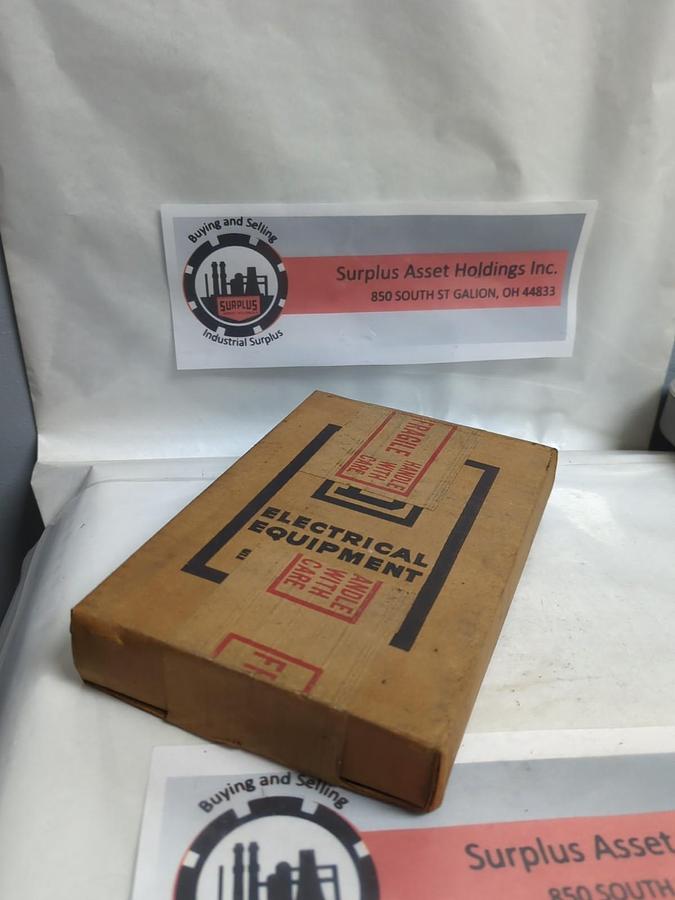 Buying and Selling
SURPLUS
Industrial Surplus
Surplus Asset Holdings Inc.
850 SOUTH ST GALION, OH 44833
FRAGILE
HANDLE
WITH
CARE
ELECTRICAL
EQUIPMENT
ANDLE
WITH
CARE
Buying and Selling
Surplus Asset
850 SOUTH